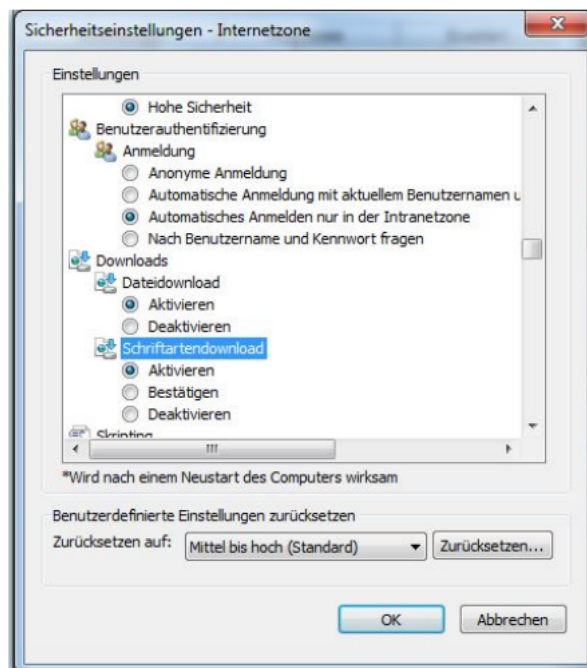 Sicherheitseinstellungen - Internetzone
Einstellungen
Hohe Sicherheit
Benutzerauthentifizierung
Anmeldung
Anonyme Anmeldung
Automatische Anmeldung mit aktuellem Benutzernamen u
Automatisches Anmelden nur in der Intranetzone
Nach Benutzername und Kennwort fragen
Downloads
Dateidownload
Aktivieren
Deaktivieren
Schriftartendownload
Aktivieren
Bestätigen
Deaktivieren
Skripting
*Wird nach einem Neustart des Computers wirksam
Benutzerdefinierte Einstellungen zurücksetzen
Zurücksetzen auf: Mittel bis hoch (Standard) Zurücksetzen...
OK Abbrechen